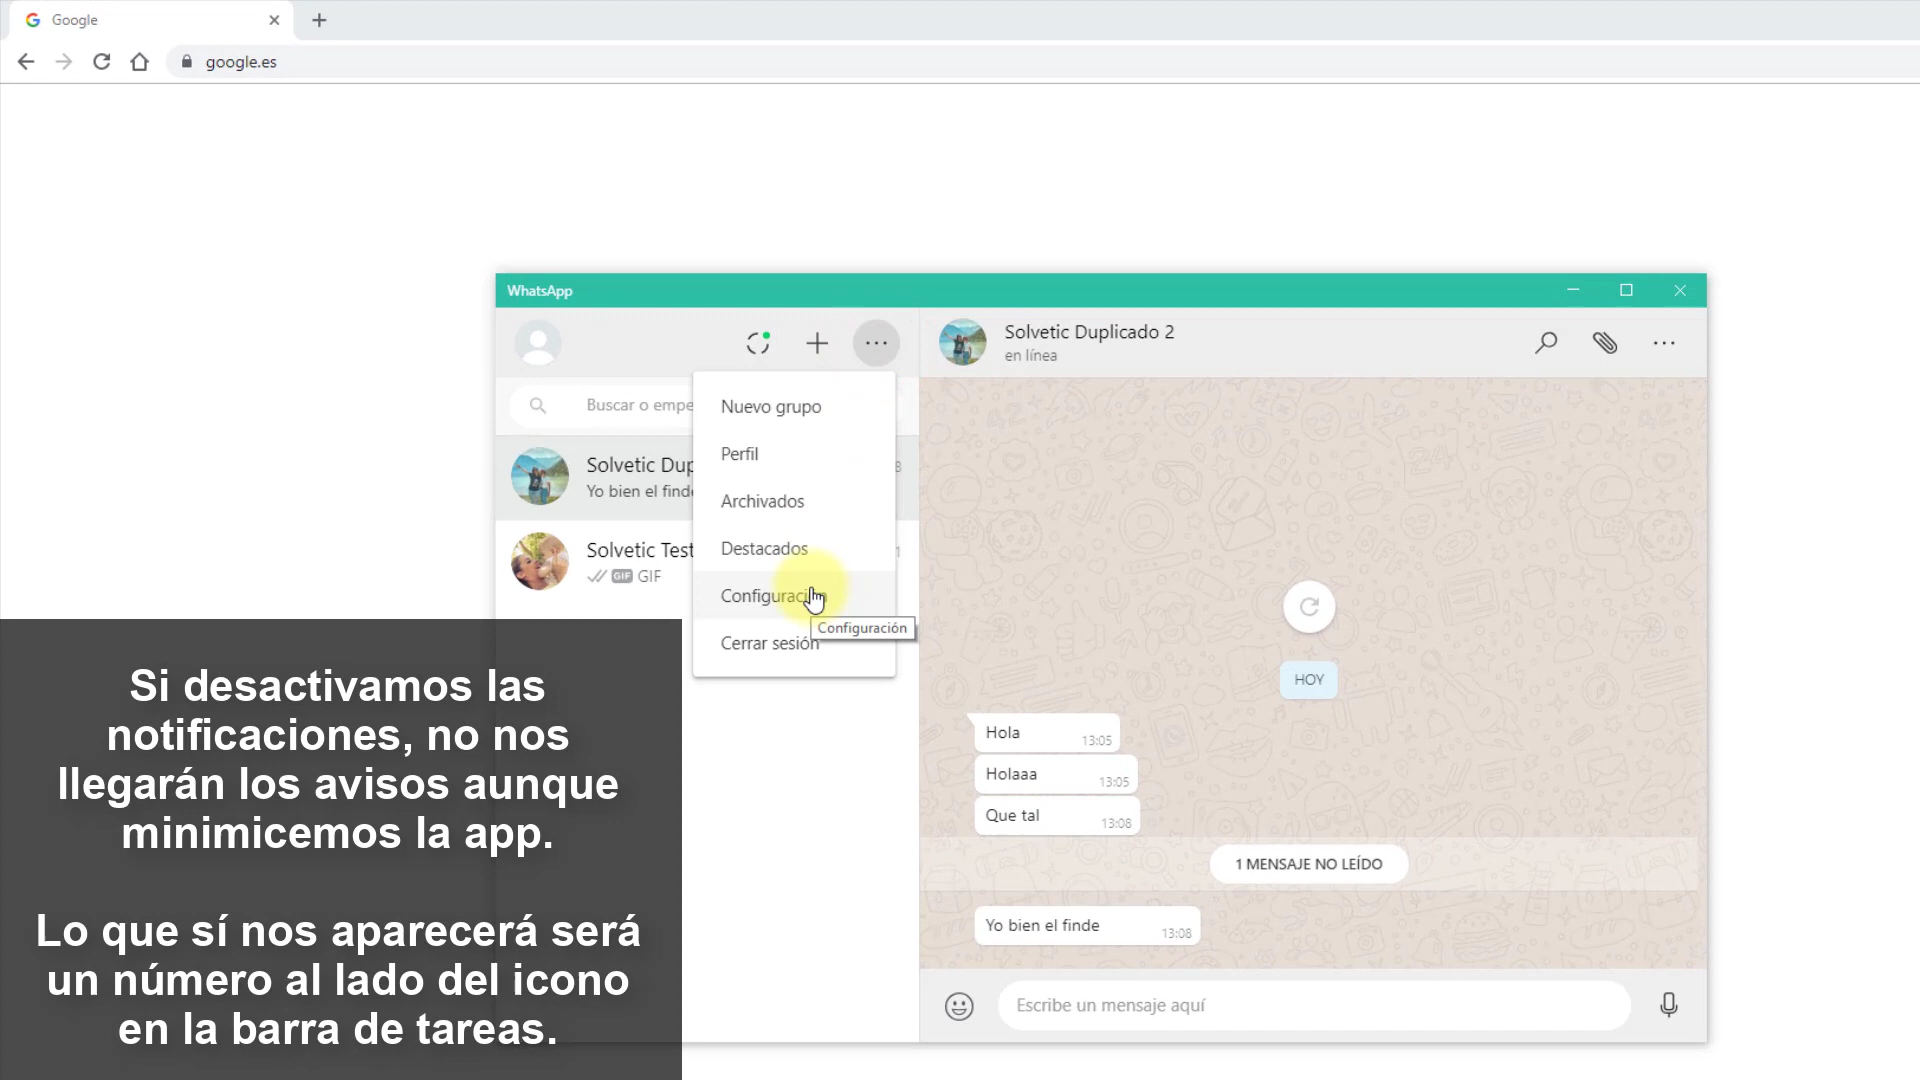 Google
google.es
WhatsApp
Solvetic Duplicado 2
en línea
Buscar o empe
Nuevo grupo
Perfil
Archivados
Destacados
Configuración
Configuración
Cerrar sesión
Solvetic Dup
8
Yo bien el finde
Solvetic Test
1
GIF GIF
HOY
Hola 13:05
Holaaa 13:05
Que tal 13:08
1 MENSAJE NO LEÍDO
Yo bien el finde 13:08
Escribe un mensaje aquí
Si desactivamos las
notificaciones, no nos
llegarán los avisos aunque
minimicemos la app.
Lo que sí nos aparecerá será
un número al lado del icono
en la barra de tareas.